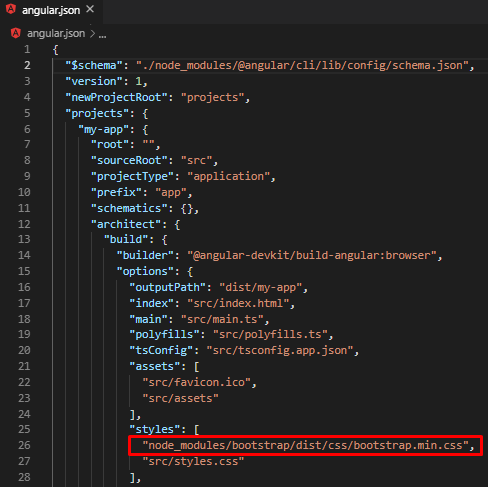 angular.json ×
angular.json > ...
1 {
2 "$schema": "./node_modules/@angular/cli/lib/config/schema.json",
3 "version": 1,
4 "newProjectRoot": "projects",
5 "projects": {
6 "my-app": {
7 "root": "",
8 "sourceRoot": "src",
9 "projectType": "application",
10 "prefix": "app",
11 "schematics": {},
12 "architect": {
13 "build": {
14 "builder": "@angular-devkit/build-angular:browser",
15 "options": {
16 "outputPath": "dist/my-app",
17 "index": "src/index.html",
18 "main": "src/main.ts",
19 "polyfills": "src/polyfills.ts",
20 "tsConfig": "src/tsconfig.app.json",
21 "assets": [
22 "src/favicon.ico",
23 "src/assets"
24 ],
25 "styles": [
26 "node_modules/bootstrap/dist/css/bootstrap.min.css",
27 "src/styles.css"
28 ],